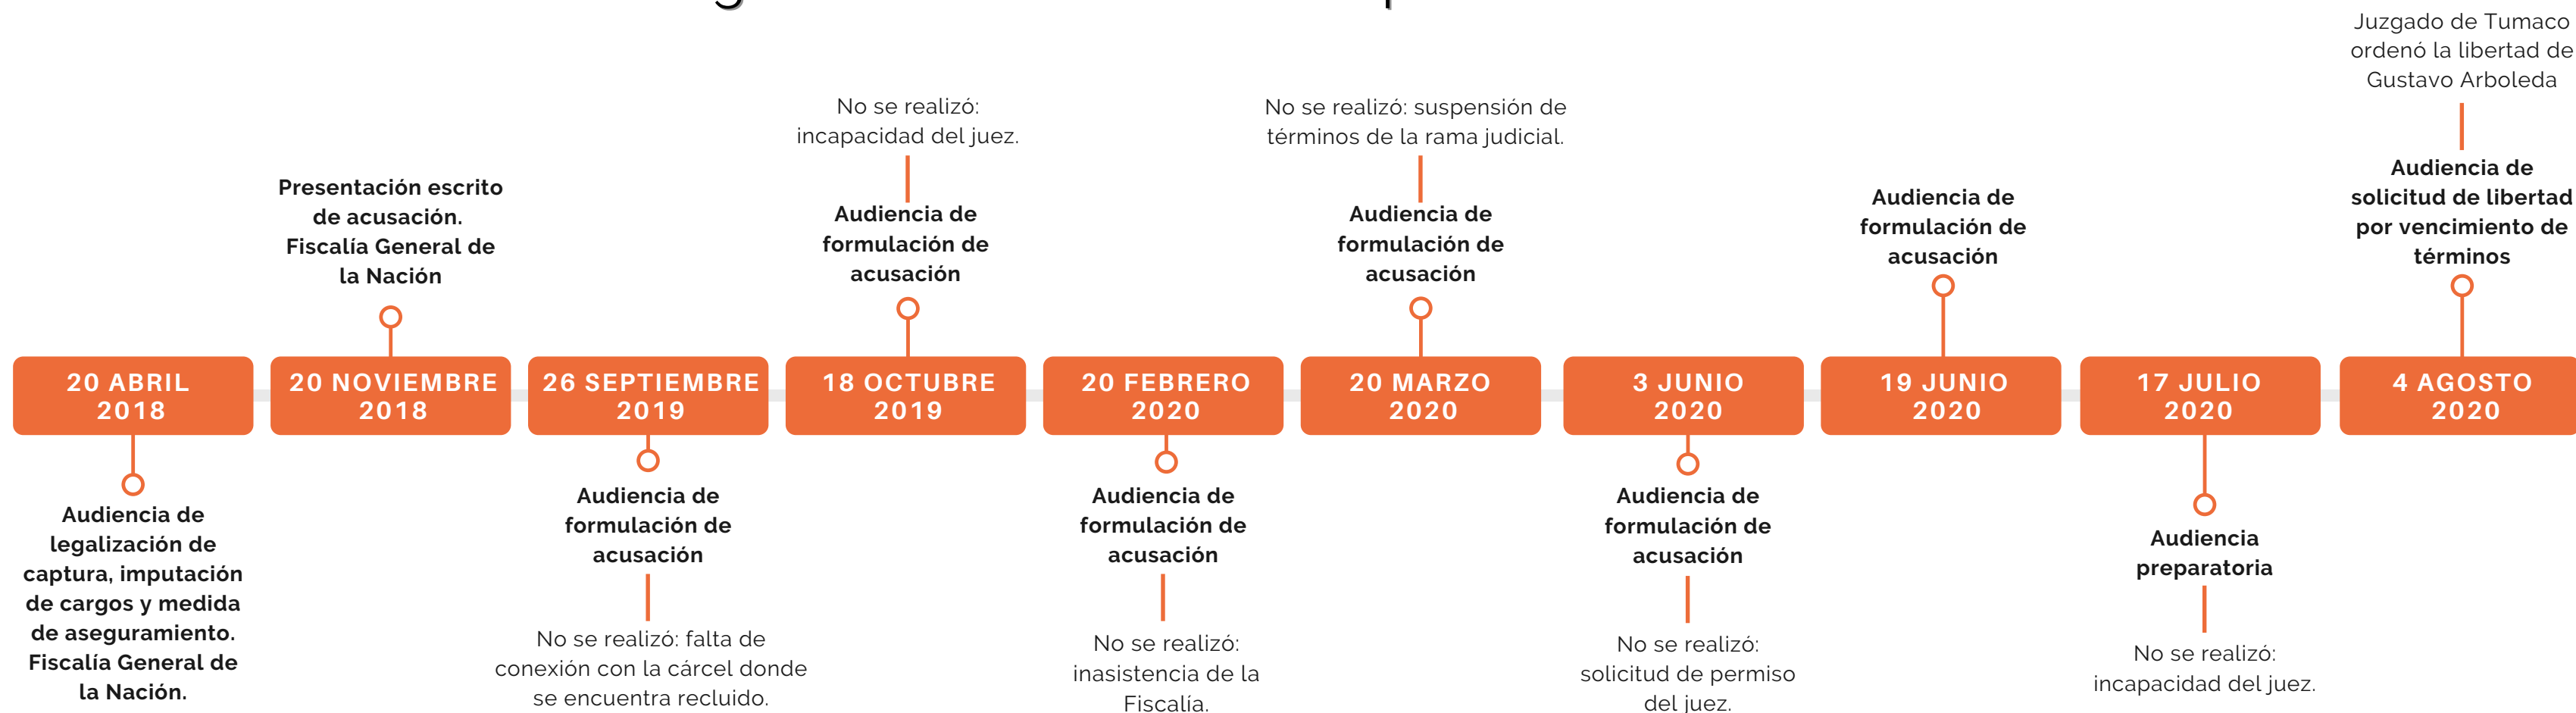 20 ABRIL
2018
Audiencia de
legalización de
captura, imputación
de cargos y medida
de aseguramiento.
Fiscalía General de
la Nación.
Presentación escrito
de acusación.
Fiscalía General de
la Nación
20 NOVIEMBRE
2018
26 SEPTIEMBRE
2019
Audiencia de
formulación de
acusación
No se realizó: falta de
conexión con la cárcel donde
se encuentra recluido.
No se realizó:
incapacidad del juez.
Audiencia de
formulación de
acusación
18 OCTUBRE
2019
20 FEBRERO
2020
Audiencia de
formulación de
acusación
No se realizó:
inasistencia de la
Fiscalía.
No se realizó: suspensión de
términos de la rama judicial.
Audiencia de
formulación de
acusación
20 MARZO
2020
3 JUNIO
2020
Audiencia de
formulación de
acusación
No se realizó:
solicitud de permiso
del juez.
Audiencia de
formulación de
acusación
19 JUNIO
2020
17 JULIO
2020
Audiencia
preparatoria
No se realizó:
incapacidad del juez.
Juzgado de Tumaco
ordenó la libertad de
Gustavo Arboleda
Audiencia de
solicitud de libertad
por vencimiento de
términos
4 AGOSTO
2020